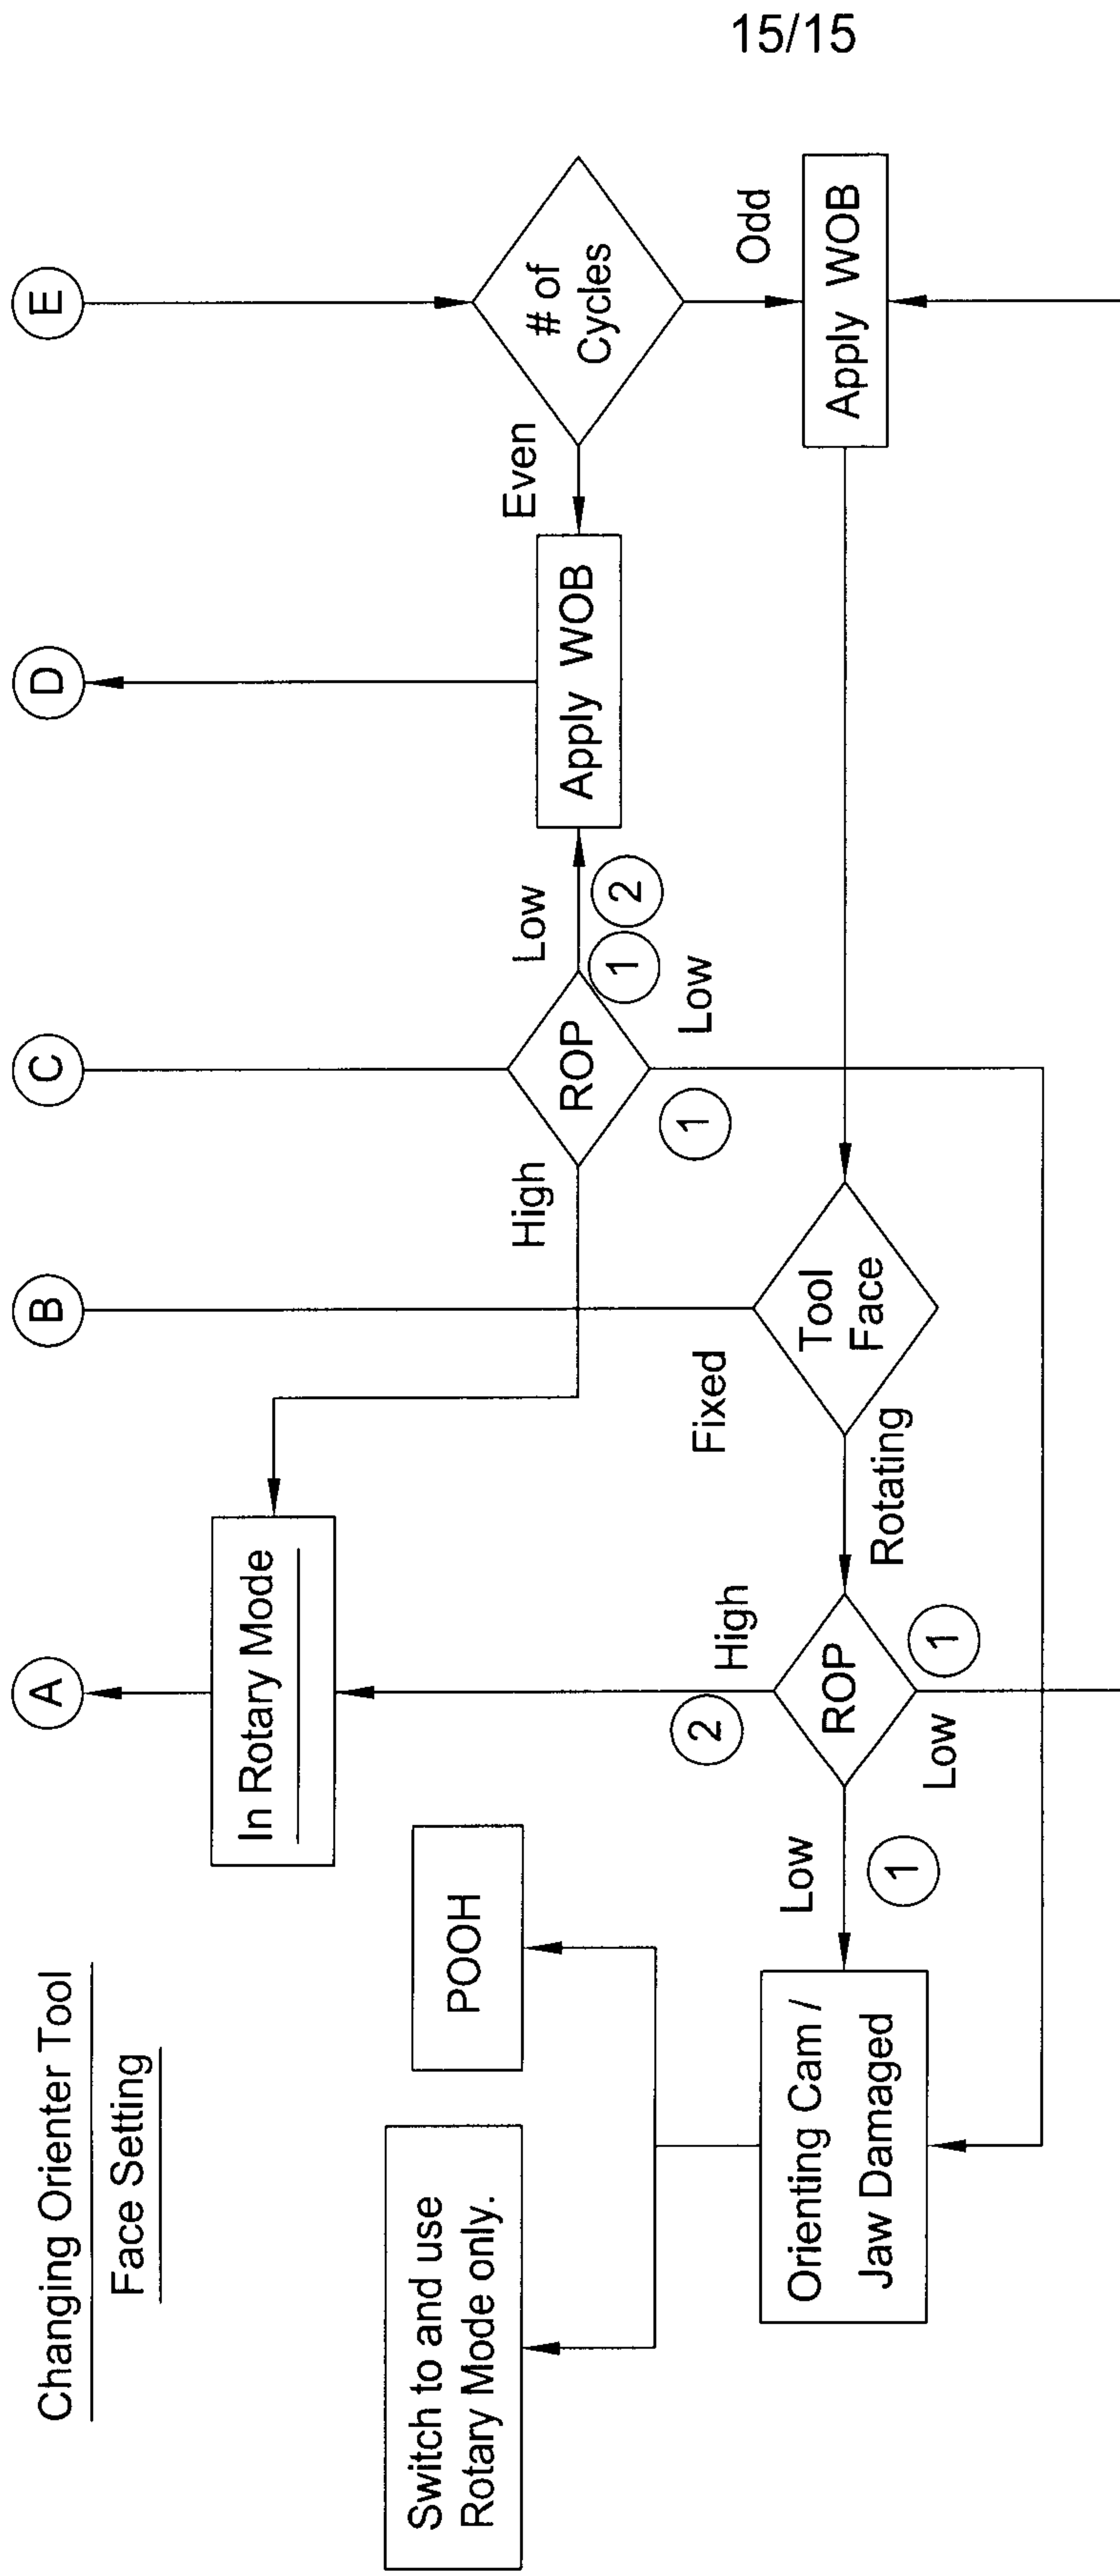 15/15
Changing Orienter Tool
Face Setting
A
B
C
D
E
In Rotary Mode
High
ROP
Low
1
2
Low
1
Apply WOB
Even
# of
Cycles
Odd
Apply WOB
Switch to and use
Rotary Mode only.
POOH
2
High
Fixed
Tool
Face
Rotating
ROP
Low
1
Low
1
Orienting Cam /
Jaw Damaged